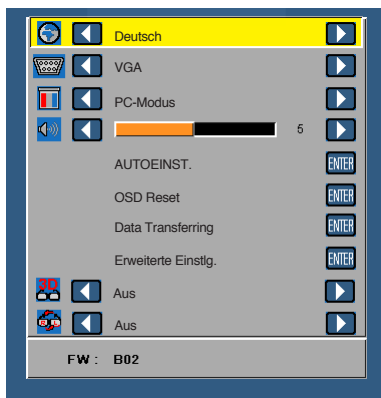 Deutsch
VGA
PC-Modus
5
AUTOEINST. ENTER
OSD Reset ENTER
Data Transferring ENTER
Erweiterte Einstlg. ENTER
3D Aus
Aus
FW : B02